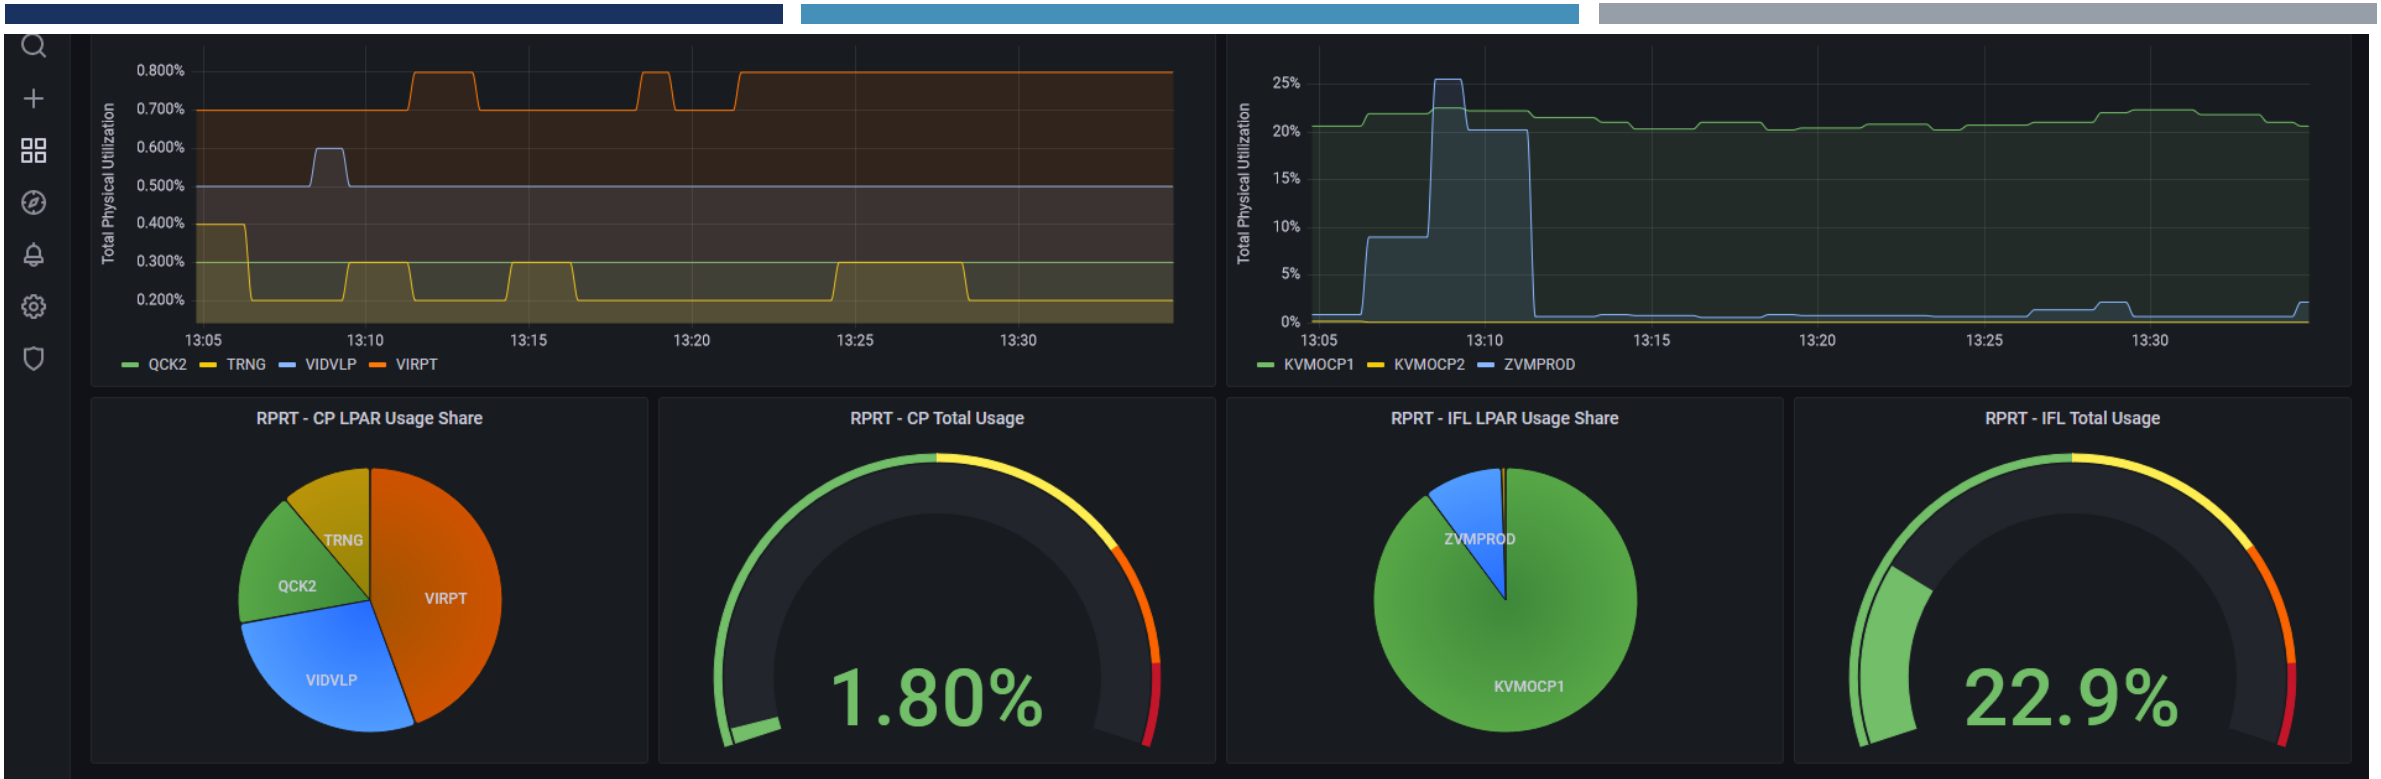 Total Physical Utilization
0.800%
0.700%
0.600%
0.500%
0.400%
0.300%
0.200%
13:05 13:10 13:15 13:20 13:25 13:30
QCK2 TRNG VIDVLP VIRPT
Total Physical Utilization
25%
20%
15%
10%
5%
0%
13:05 13:10 13:15 13:20 13:25 13:30
KVMOCP1 KVMOCP2 ZVMPROD
RPRT - CP LPAR Usage Share
TRNG
QCK2
VIRPT
VIDVLP
RPRT - CP Total Usage
1.80%
RPRT - IFL LPAR Usage Share
ZVMPROD
KVMOCP1
RPRT - IFL Total Usage
22.9%